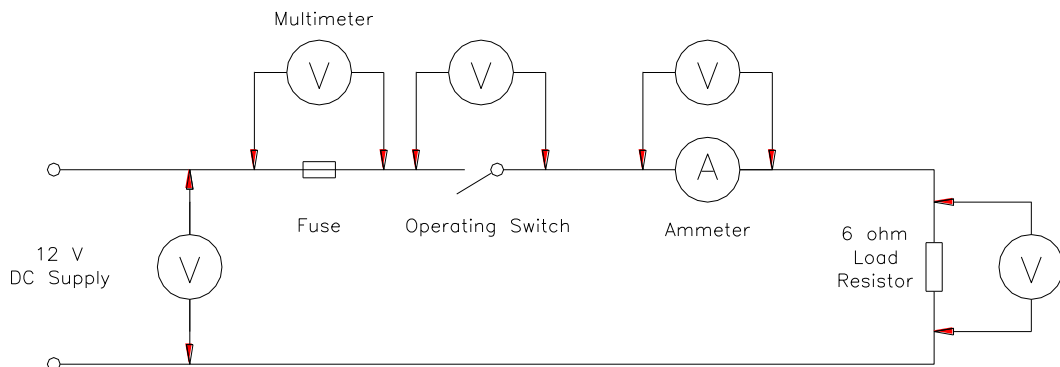 Multimeter
V
V
V
A
Fuse
Operating Switch
Ammeter
12 V
DC Supply
V
6 ohm
Load
Resistor
V